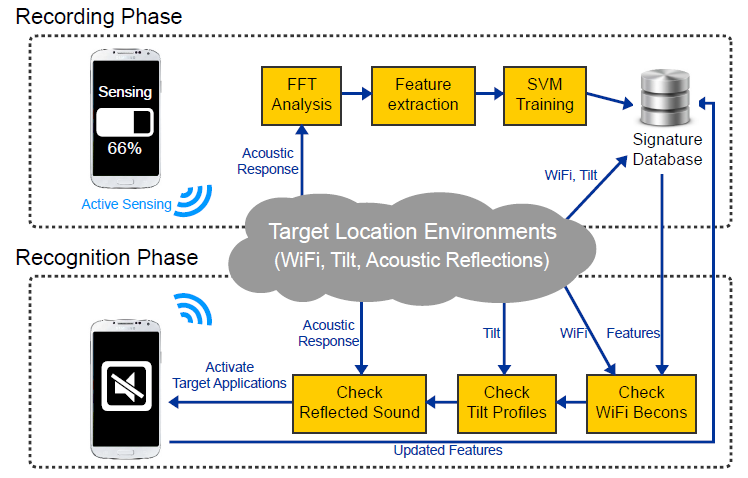 Recording Phase
Sensing
66%
Active Sensing
FFT
Analysis
Feature
extraction
SVM
Training
Signature
Database
Acoustic
Response
WiFi, Tilt
Target Location Environments
(WiFi, Tilt, Acoustic Reflections)
Recognition Phase
Acoustic
Response
Tilt
WiFi
Features
Activate
Target Applications
Check
Reflected Sound
Check
Tilt Profiles
Check
WiFi Becons
Updated Features